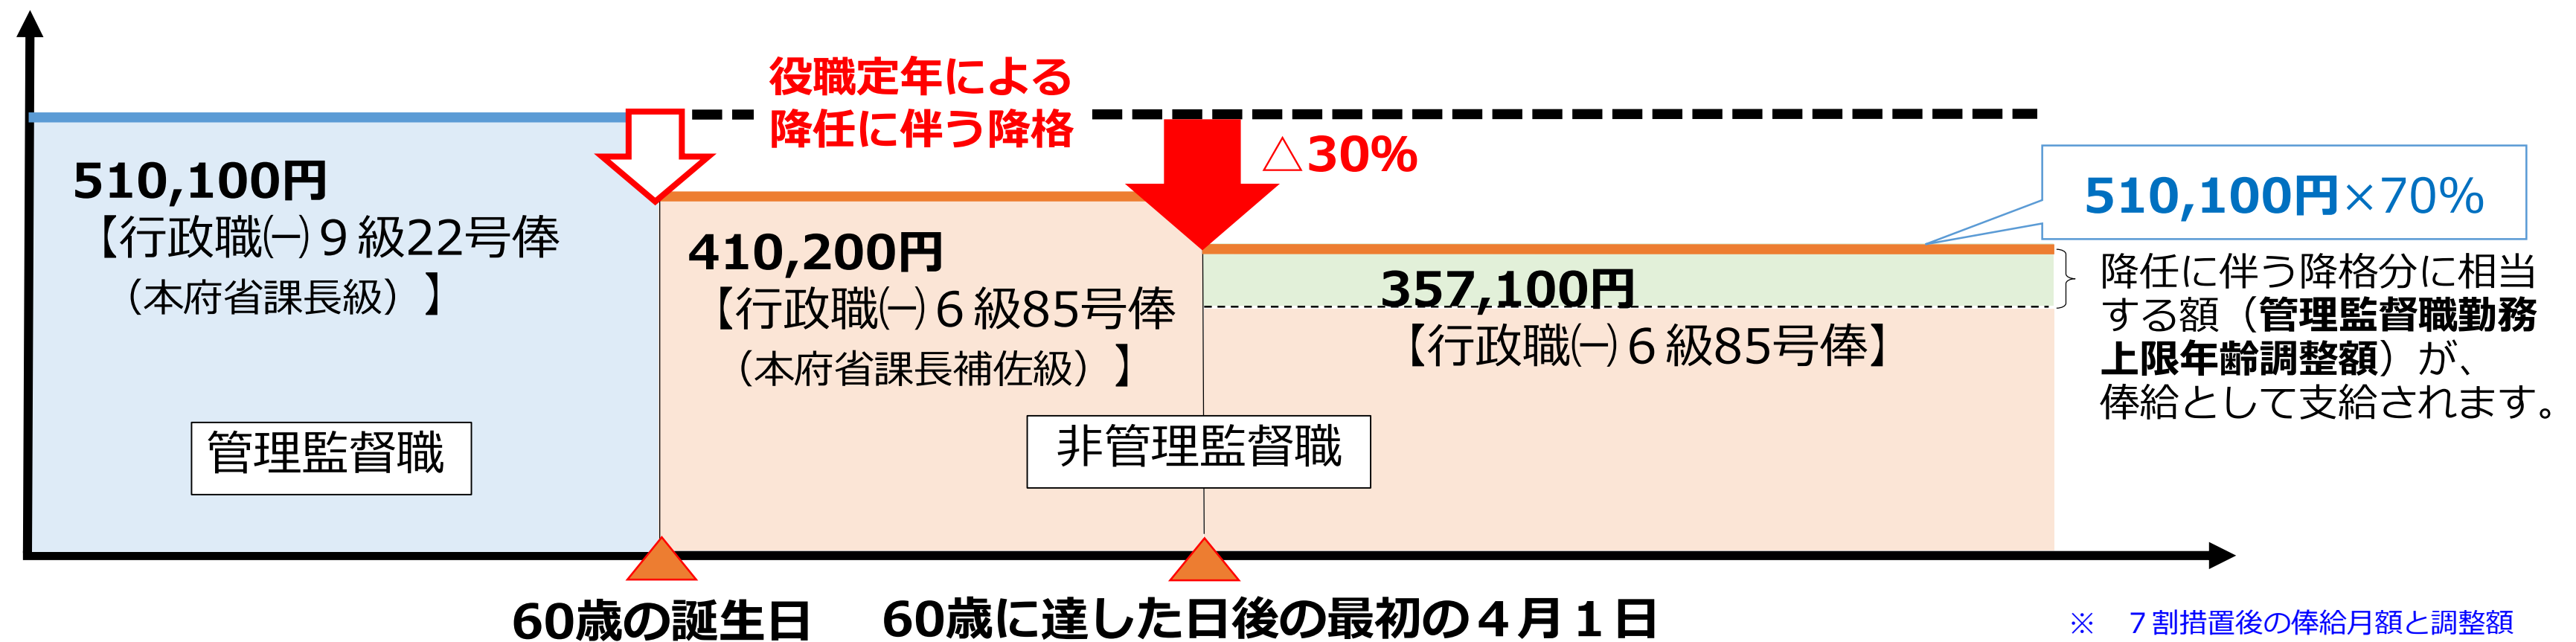 役職定年による
降任に伴う降格
△30%
510,100円
【行政職㈠９級22号俸
（本府省課長級）】
410,200円
【行政職㈠６級85号俸
（本府省課長補佐級）】
357,100円
【行政職㈠６級85号俸】
510,100円×70%
降任に伴う降格分に相当
する額（管理監督職勤務
上限年齢調整額）が、
俸給として支給されます。
管理監督職
非管理監督職
60歳の誕生日
60歳に達した日後の最初の４月１日
※　７割措置後の俸給月額と調整額